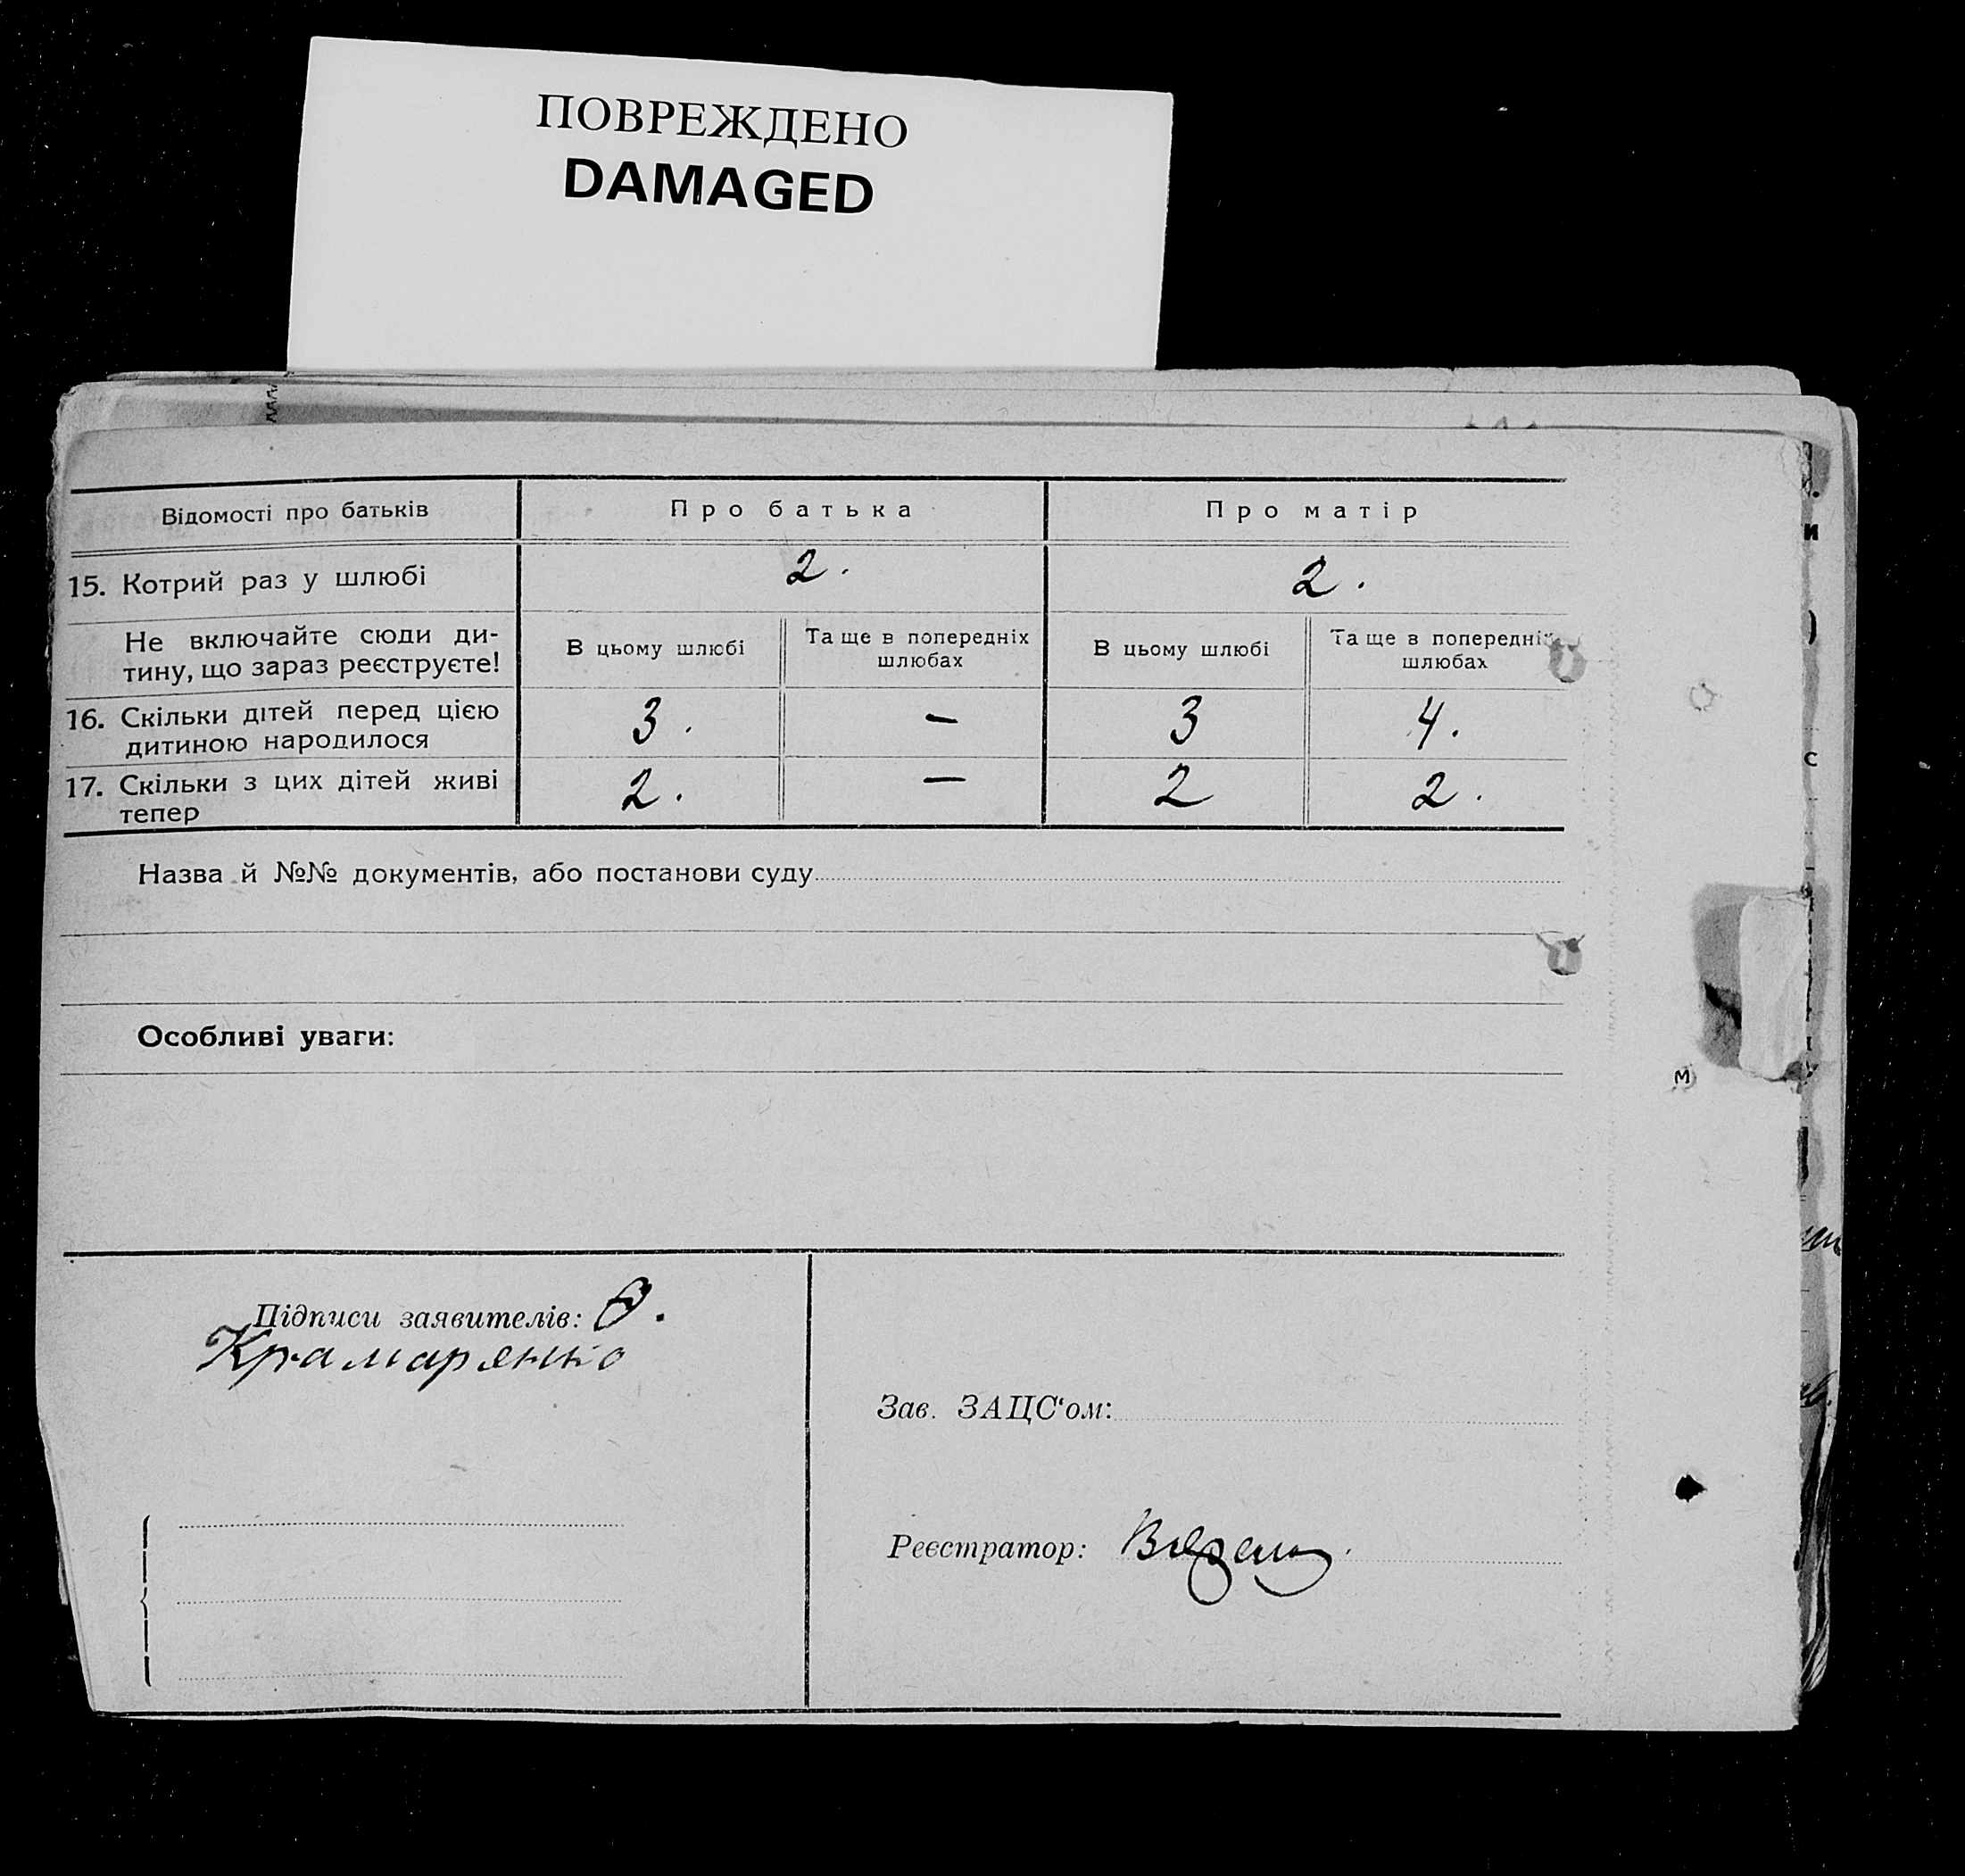 ПОВРЕЖДЕНО
DAMAGED
Відомості про батьків
Про батька
Про матір
15. Котрий раз у шлюбі
2.
2.
Не включайте сюди ди-
тину, що зараз реєструєте!
В цьому шлюбі
Та ще в попередніх
шлюбах
В цьому шлюбі
Та ще в попередніх
шлюбах
16. Скільки дітей перед цією
дитиною народилося
3.
—
3
4.
17. Скільки з цих дітей живі
тепер
2.
—
2
2.
Назва й №№ документів, або постанови суду
Особливі уваги:
м
Підписи заявителів:
Крамарянко
Зав. ЗАЦС‘ом:
Реєстратор: